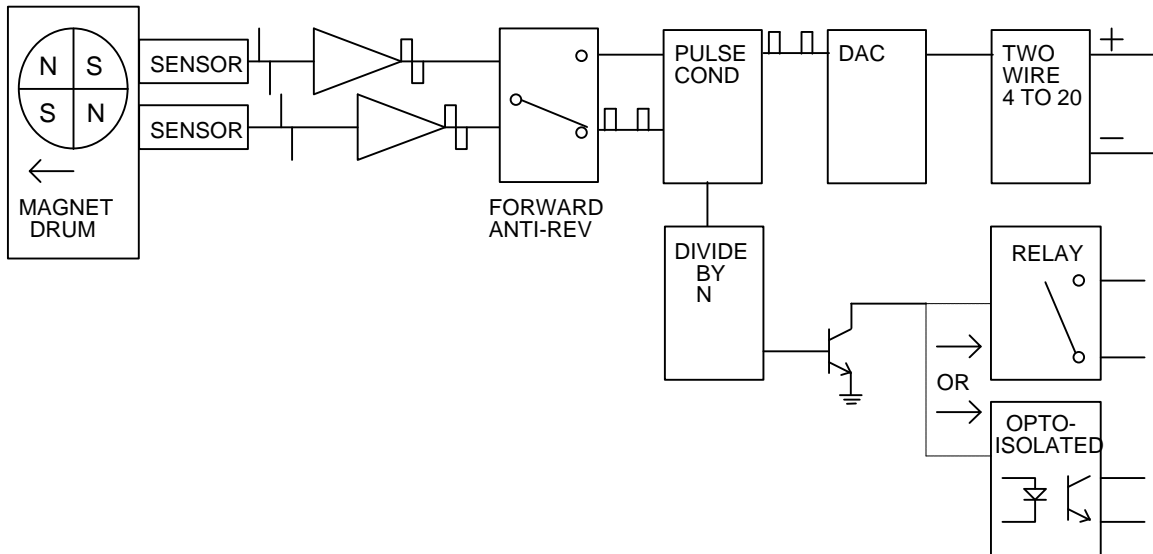 N S
S N
MAGNET
DRUM
SENSOR
SENSOR
FORWARD
ANTI-REV
PULSE
COND
DAC
TWO
WIRE
4 TO 20
+
—
DIVIDE
BY
N
RELAY
OR
OPTO-
ISOLATED